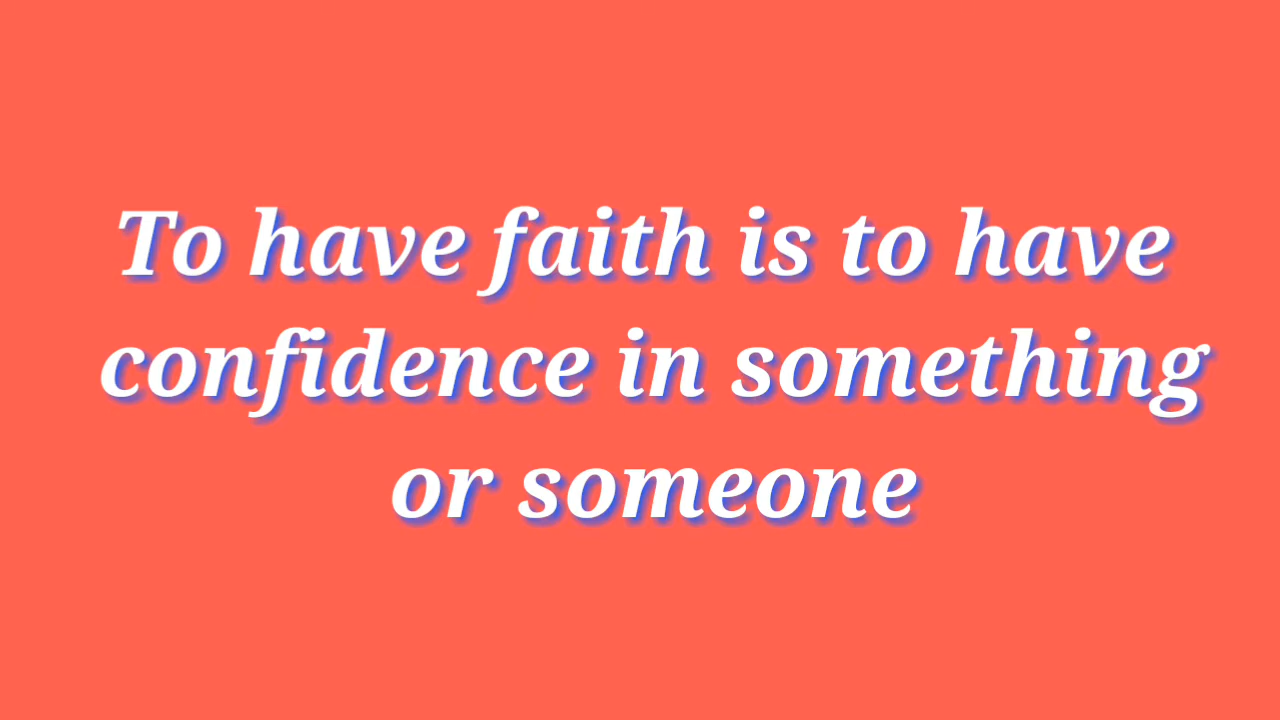 To have faith is to have
confidence in something
or someone